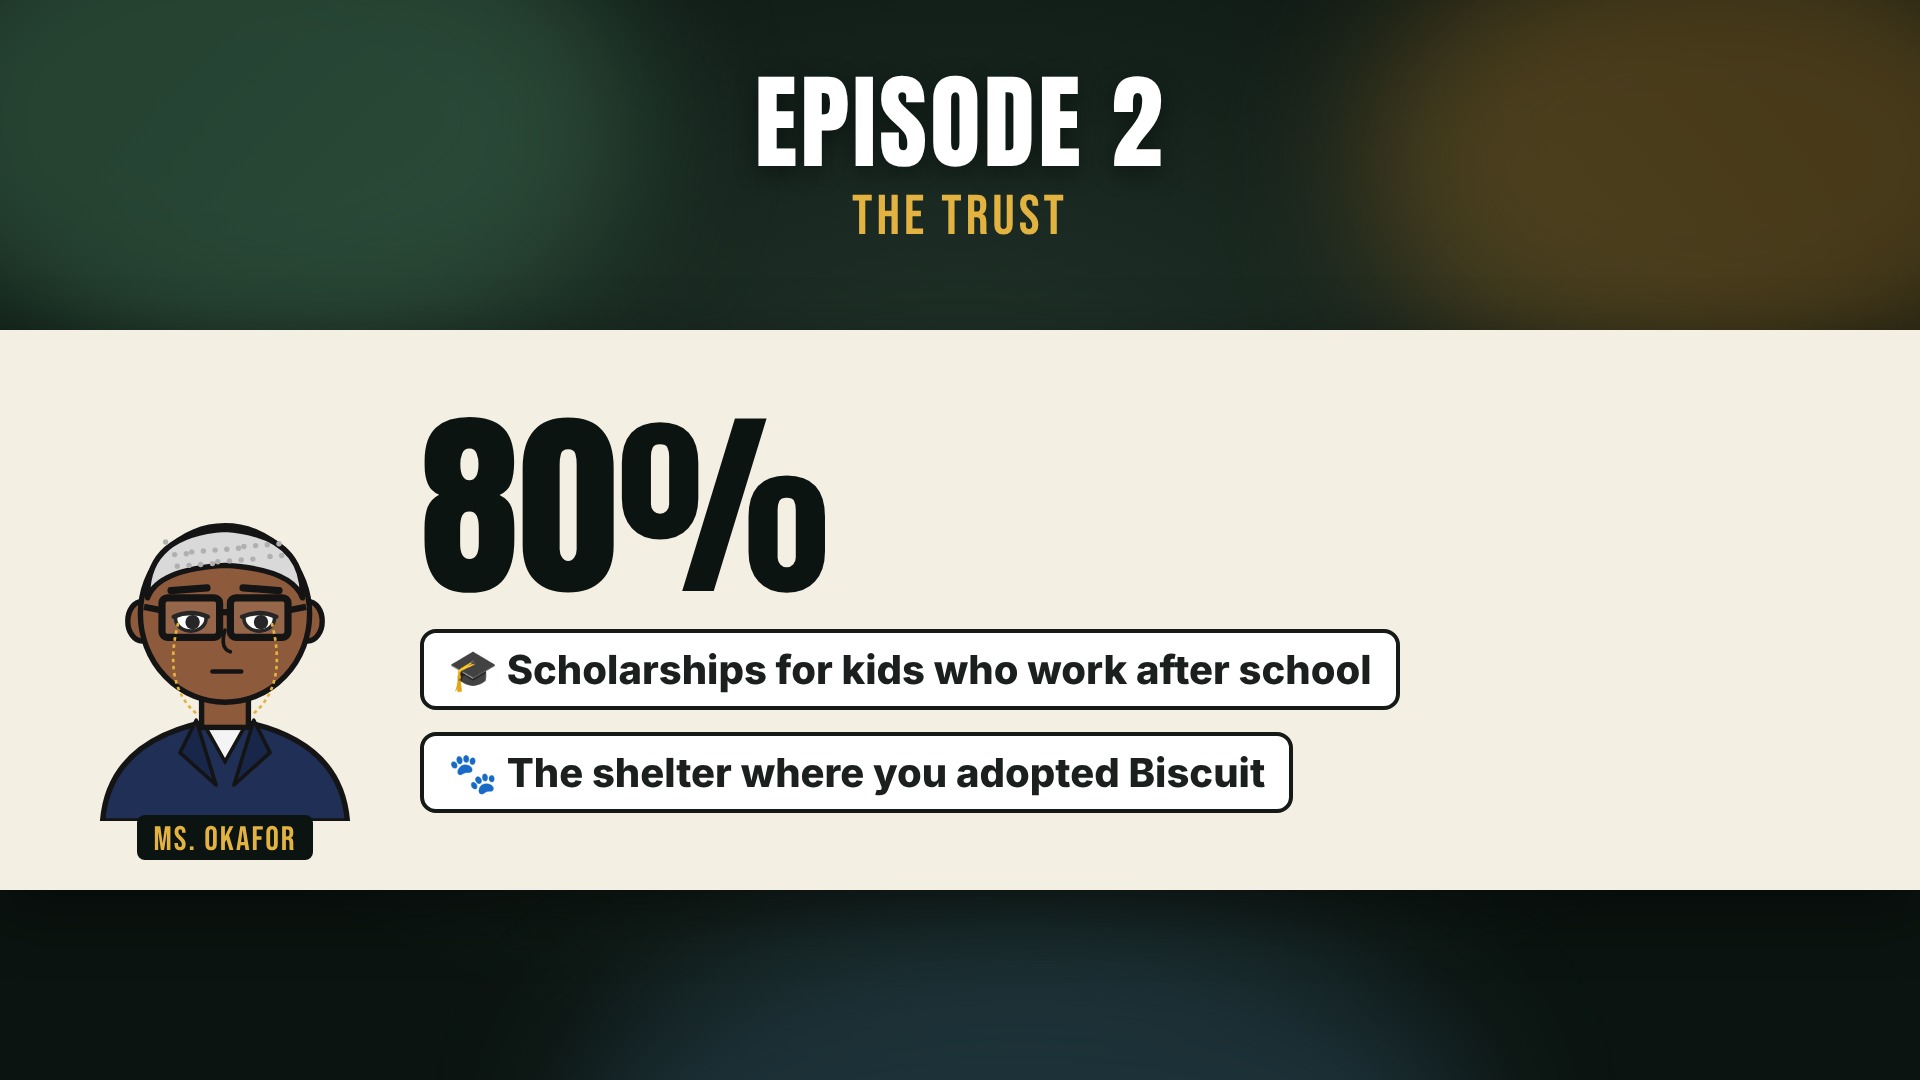 EPISODE 2
THE TRUST
80%
🎓 Scholarships for kids who work after school
🐾 The shelter where you adopted Biscuit
MS. OKAFOR